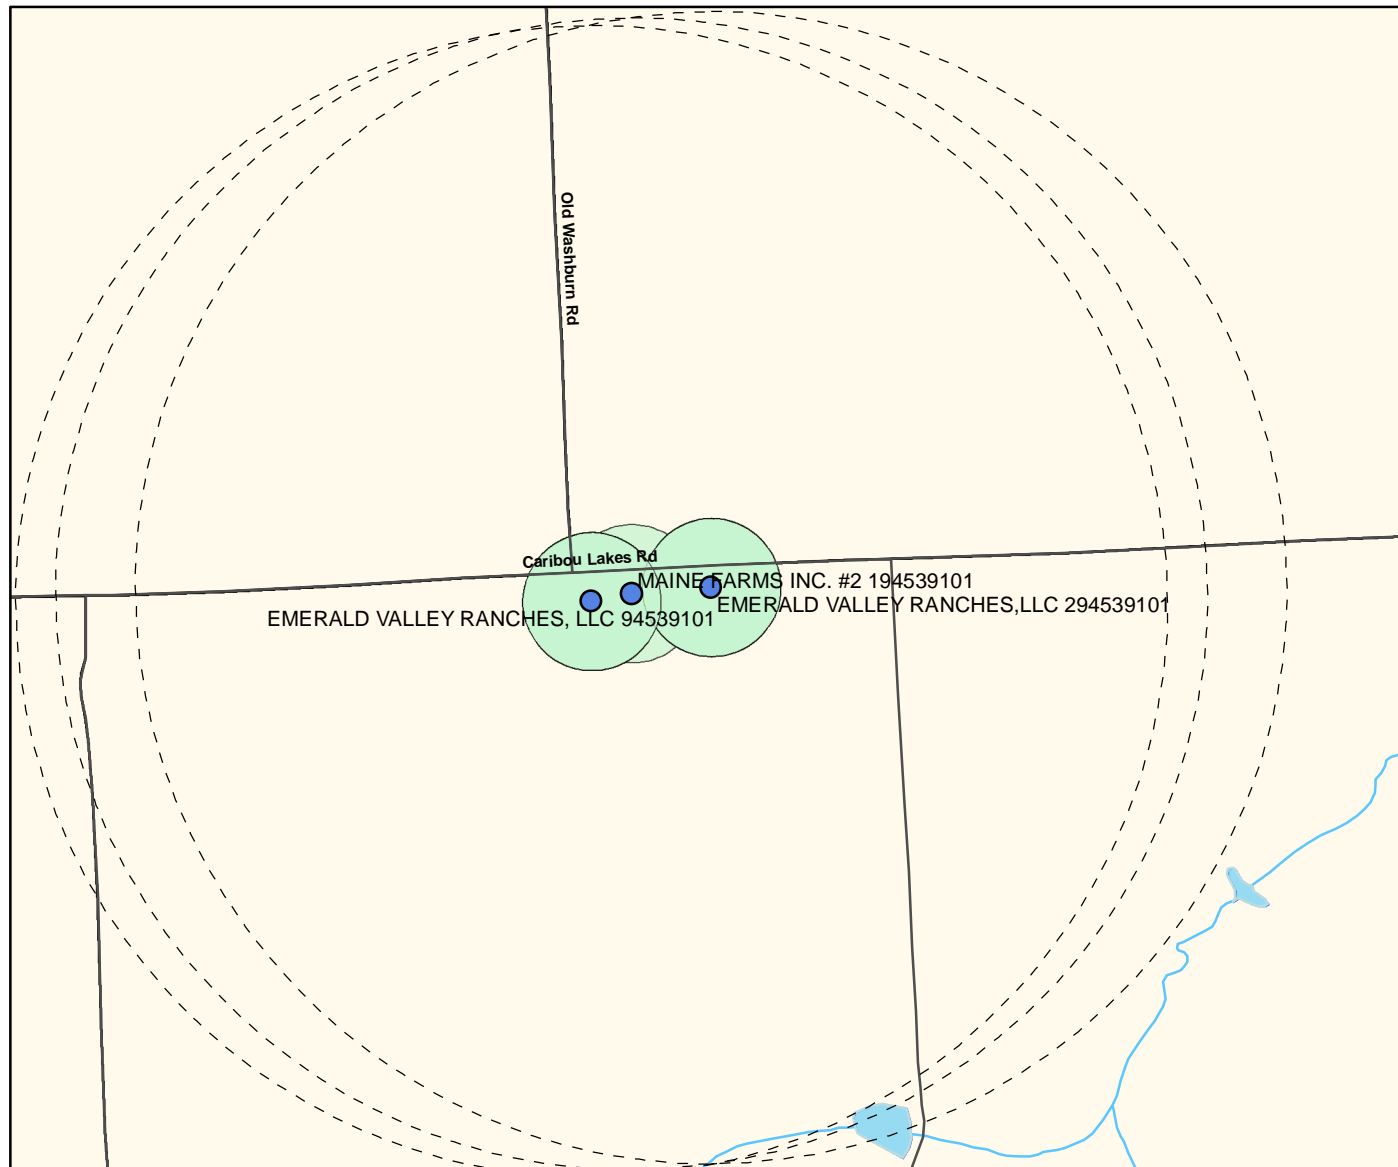 Old Washburn Rd
Caribou Lakes Rd
MAINE FARMS INC. #2 194539101
EMERALD VALLEY RANCHES,LLC 294539101
EMERALD VALLEY RANCHES, LLC 94539101